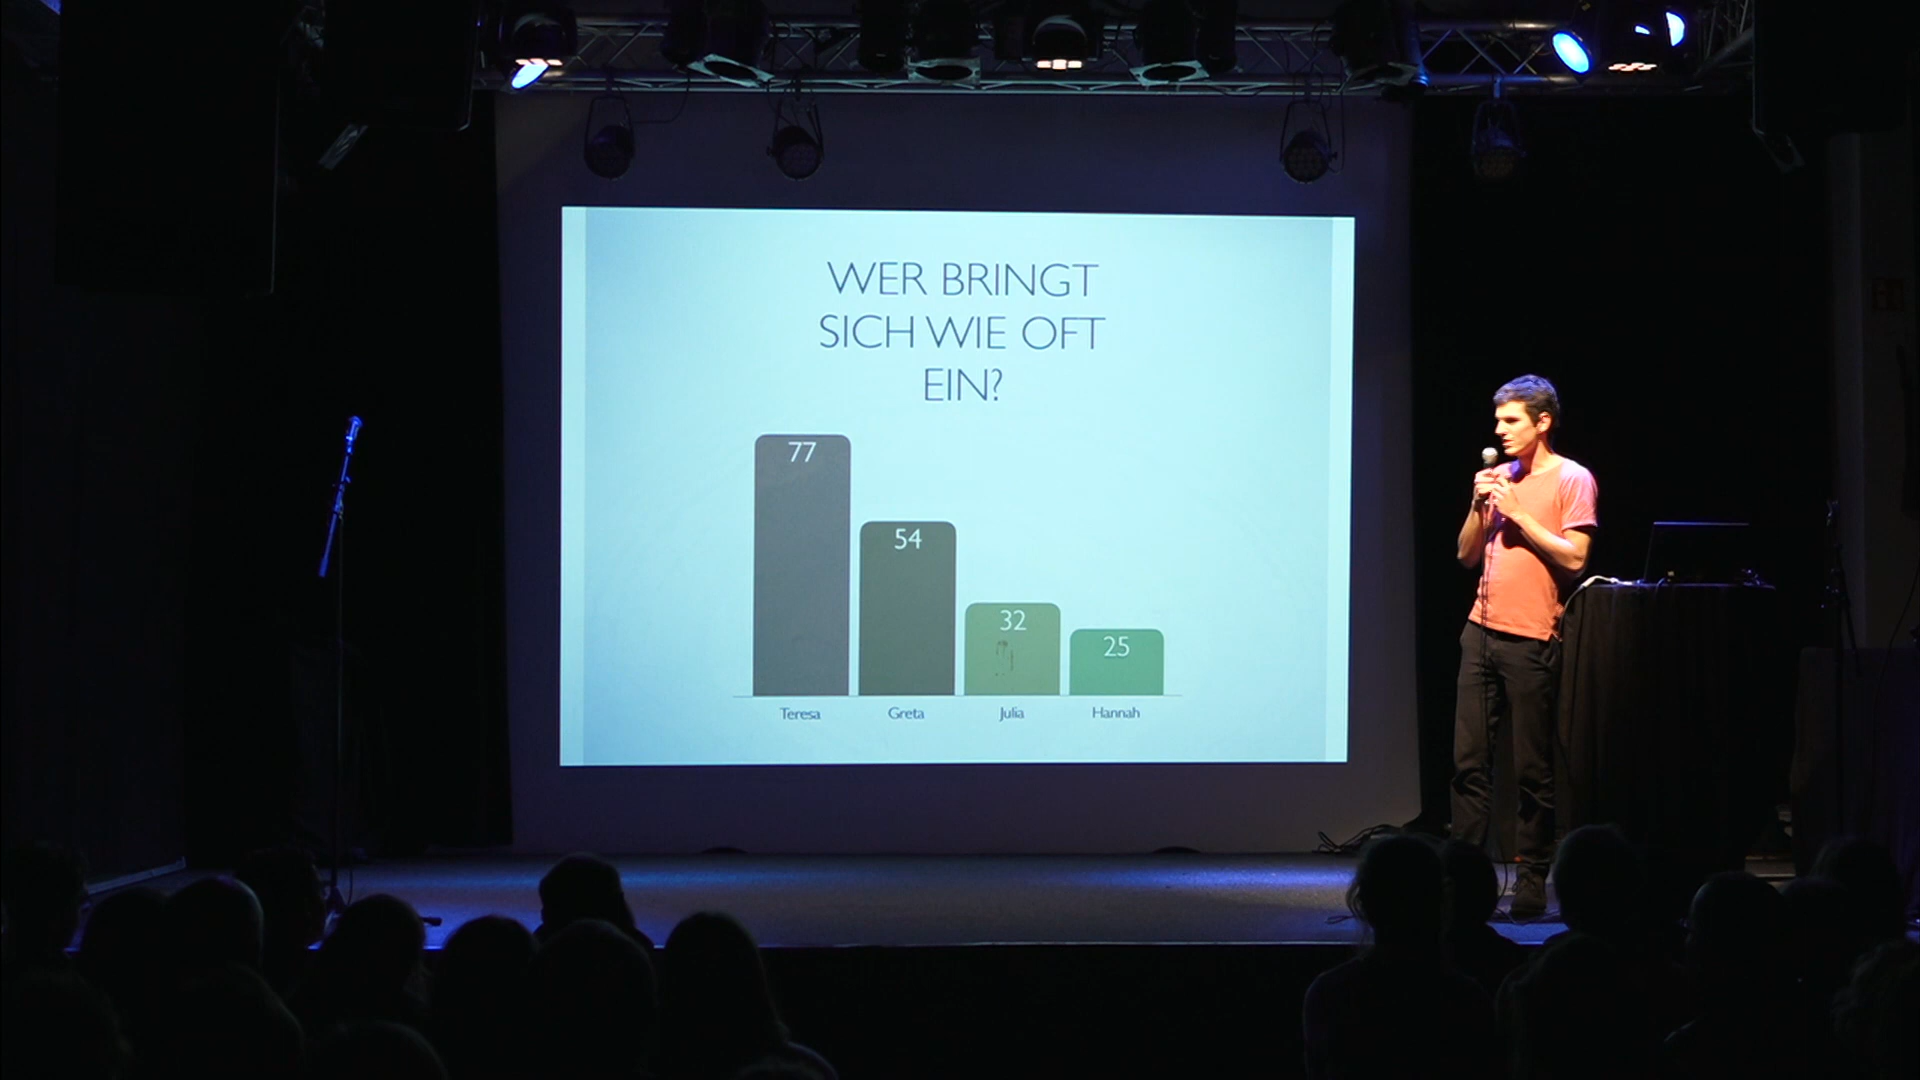 WER BRINGT
SICH WIE OFT
EIN?
77
54
32
25
Teresa Greta Julia Hannah